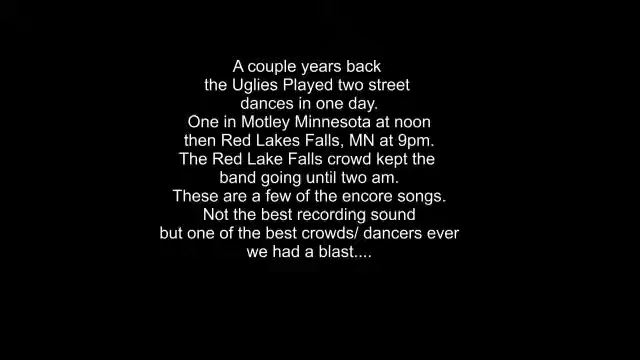 A couple years back
the Uglies Played two street
dances in one day.
One in Motley Minnesota at noon
then Red Lakes Falls, MN at 9pm.
The Red Lake Falls crowd kept the
band going until two am.
These are a few of the encore songs.
Not the best recording sound
but one of the best crowds/ dancers ever
we had a blast....